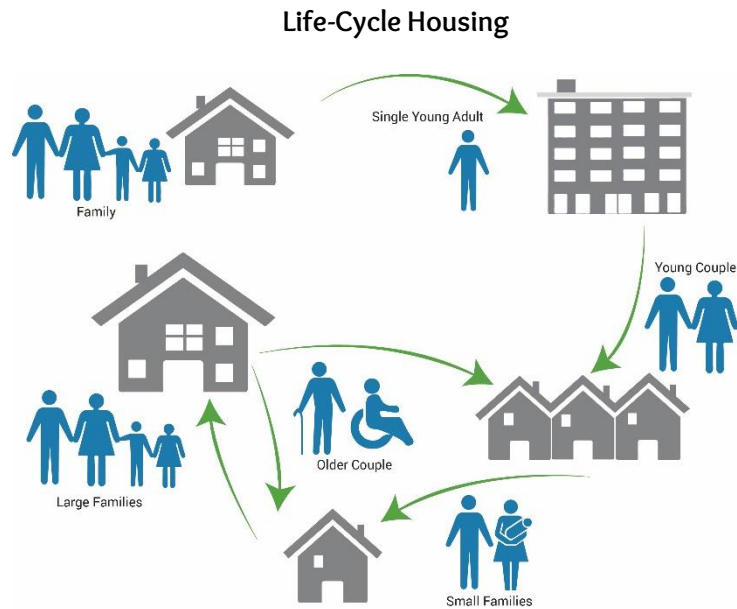 Life-Cycle Housing
Single Young Adult
Family
Young Couple
Older Couple
Large Families
Small Families